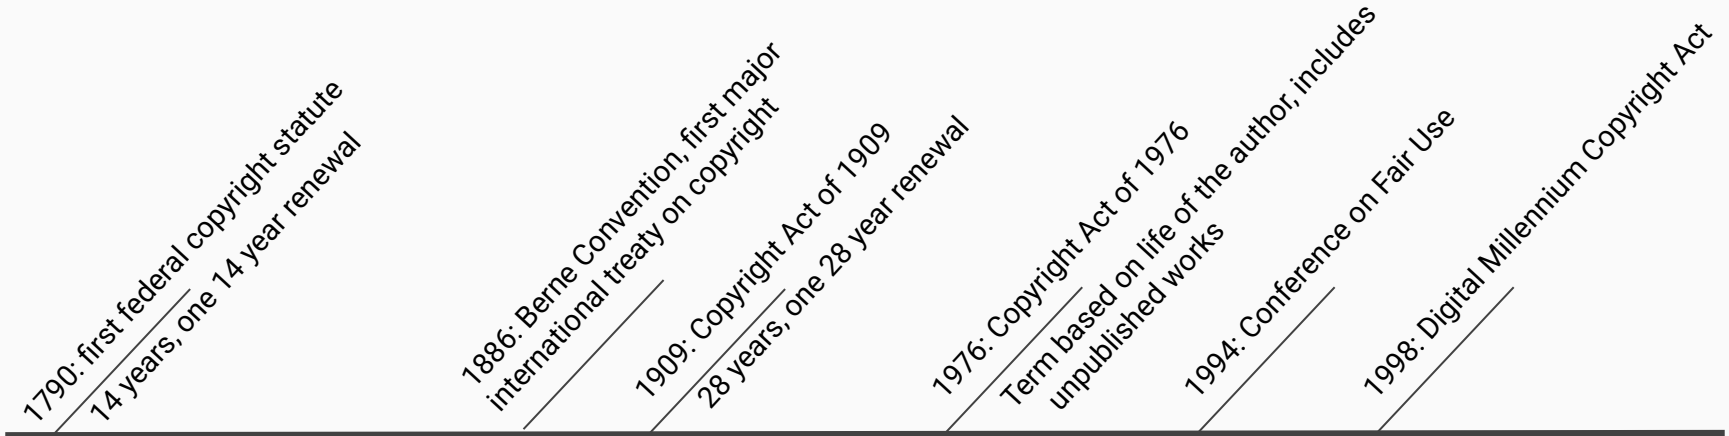 1790: first federal copyright statute
14 years, one 14 year renewal
1886: Berne Convention, first major
international treaty on copyright
1909: Copyright Act of 1909
28 years, one 28 year renewal
1976: Copyright Act of 1976
Term based on life of the author, includes
unpublished works
1994: Conference on Fair Use
1998: Digital Millennium Copyright Act